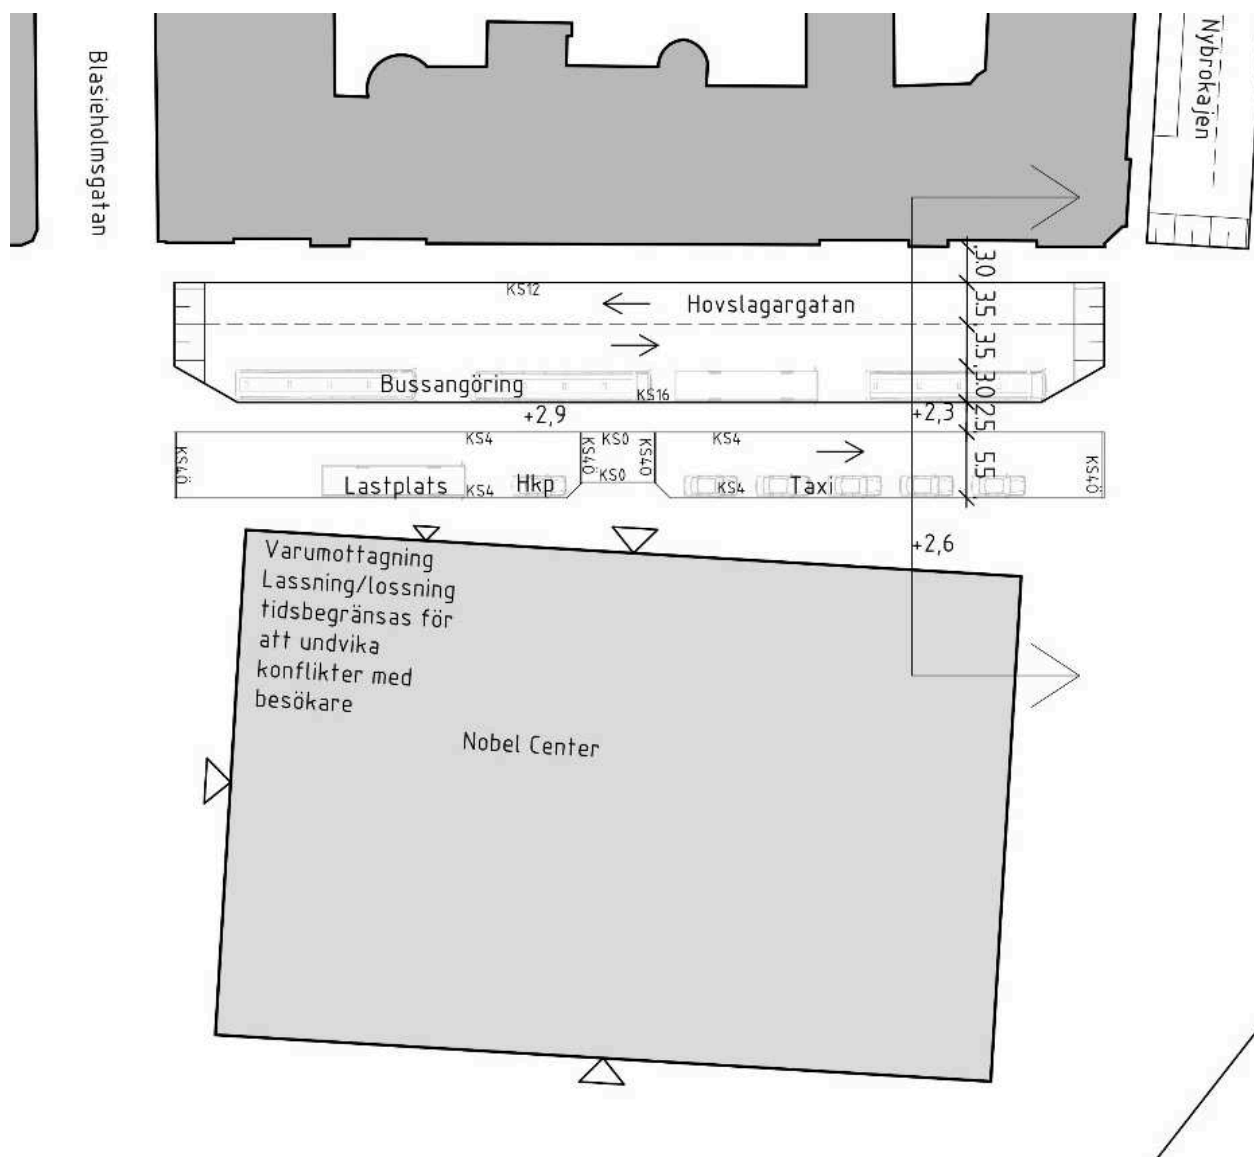 Blasieholmsgatan
Nybrokajen
3.0
3.5
3.5
3.0
2.5
5.5
KS12
Hovslagargatan
Bussangöring
KS16
+2,9
+2,3
KS4
KS0
KS4
KS4Ö
KS40
KS0
KS40
KS4Ö
Lastplats
KS4
Hkp
KS4
Taxi
+2,6
Varumottagning
Lassning/lossning
tidsbegränsas för
att undvika
konflikter med
besökare
Nobel Center